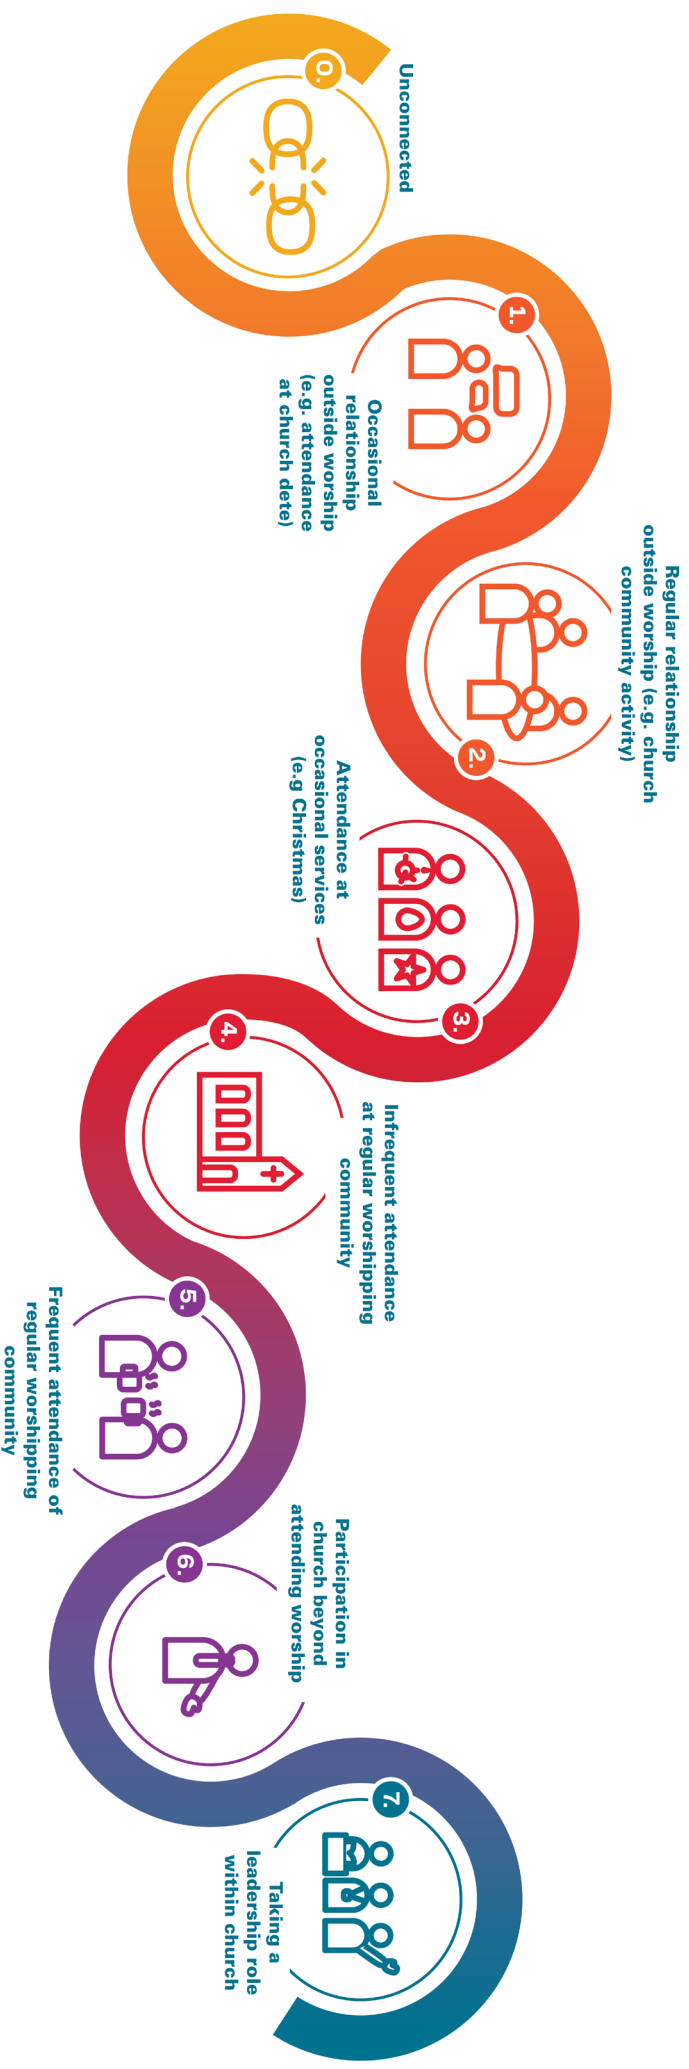 0.
Unconnected
1.
Occasional
relationship
outside worship
(e.g. attendance
at church dete)
2.
Regular relationship
outside worship (e.g. church
community activity)
3.
Attendance at
occasional services
(e.g Christmas)
4.
Infrequent attendance
at regular worshipping
community
5.
Frequent attendance of
regular worshipping
community
6.
Participation in
church beyond
attending worship
7.
Taking a
leadership role
within church